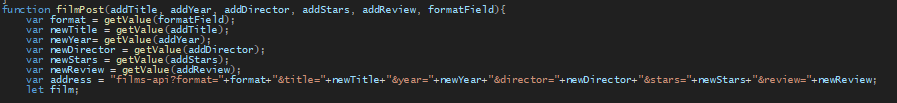 function filmPost(addTitle, addYear, addDirector, addStars, addReview, formatField){
var format = getValue(formatField);
var newTitle = getValue(addTitle);
var newYear= getValue(addYear);
var newDirector = getValue(addDirector);
var newStars = getValue(addStars);
var newReview = getValue(addReview);
var address = "films-api?format="+format+"&title="+newTitle+"&year="+newYear+"&director="+newDirector+"&stars="+newStars+"&review="+newReview;
let film;